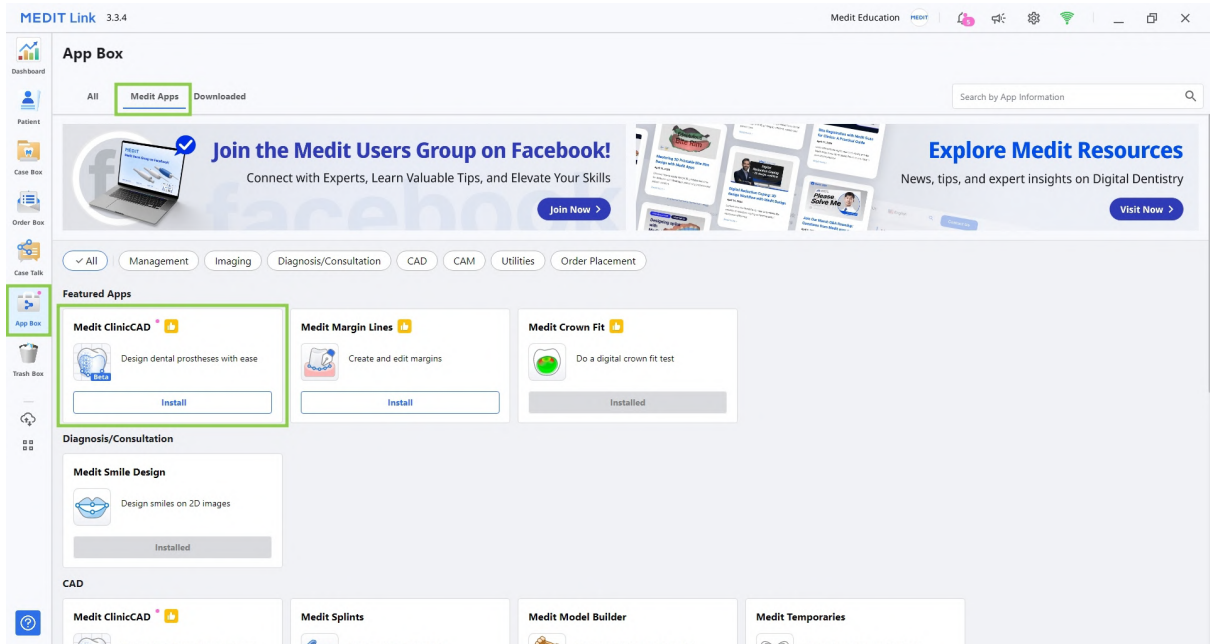 MEDIT Link 3.3.4
Medit Education MEDIT
5
Dashboard
Patient
Case Box
Order Box
Case Talk
App Box
Trash Box
App Box
All Medit Apps Downloaded
Search by App Information
Join the Medit Users Group on Facebook!
Connect with Experts, Learn Valuable Tips, and Elevate Your Skills
Join Now >
facebook
Explore Medit Resources
News, tips, and expert insights on Digital Dentistry
Visit Now >
Please
Solve Me
All Management Imaging Diagnosis/Consultation CAD CAM Utilities Order Placement
Featured Apps
Medit ClinicCAD
Design dental prostheses with ease
Beta
Install
Medit Margin Lines
Create and edit margins
Install
Medit Crown Fit
Do a digital crown fit test
Installed
Diagnosis/Consultation
Medit Smile Design
Design smiles on 2D images
Installed
CAD
Medit ClinicCAD
Medit Splints
Medit Model Builder
Medit Temporaries